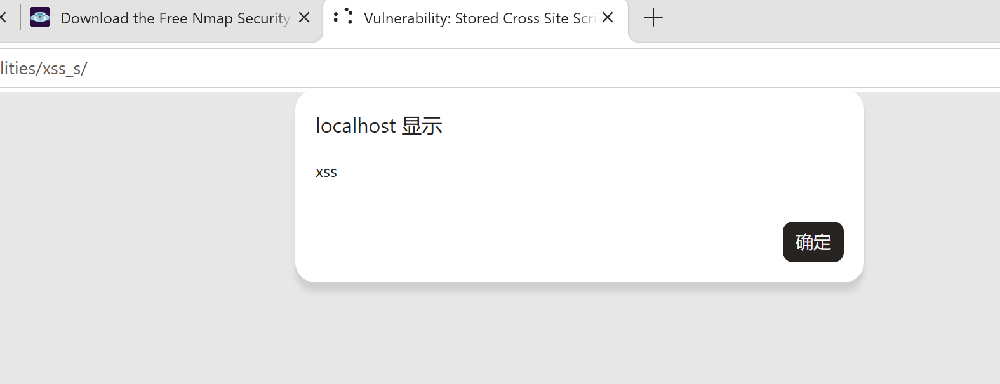 Download the Free Nmap Security
Vulnerability: Stored Cross Site Scri
lities/xss_s/
localhost 显示
xss
确定